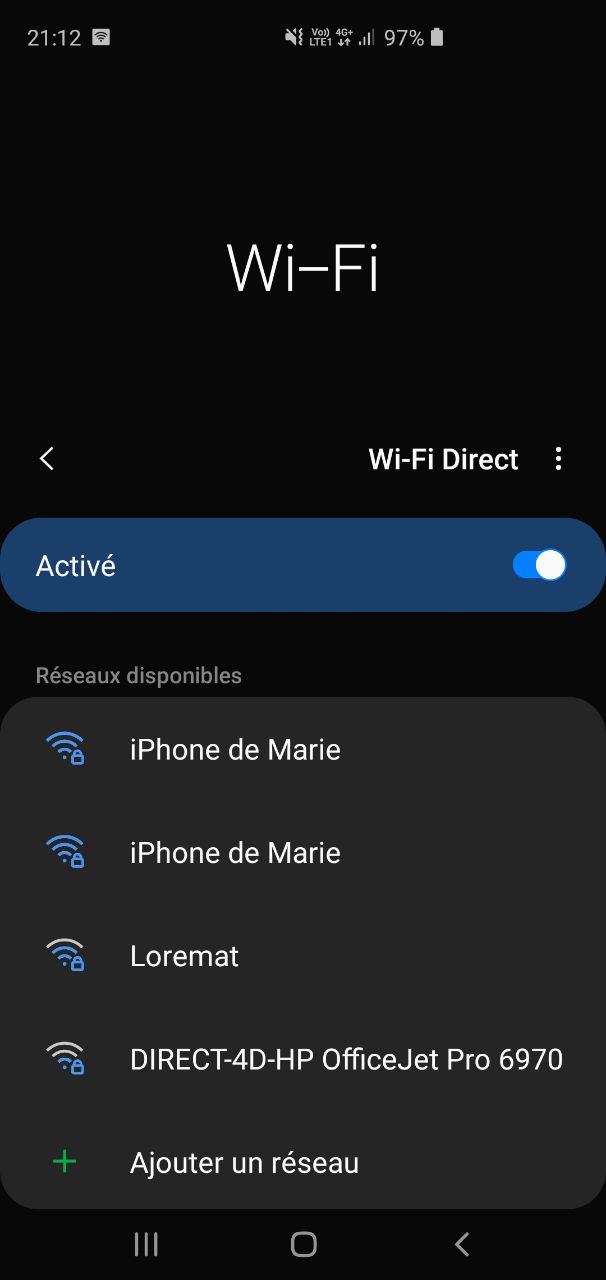 21:12 Vo)) LTE1 4G+ 97%
Wi-Fi
Wi-Fi Direct
Activé
Réseaux disponibles
iPhone de Marie
iPhone de Marie
Loremat
DIRECT-4D-HP OfficeJet Pro 6970
Ajouter un réseau